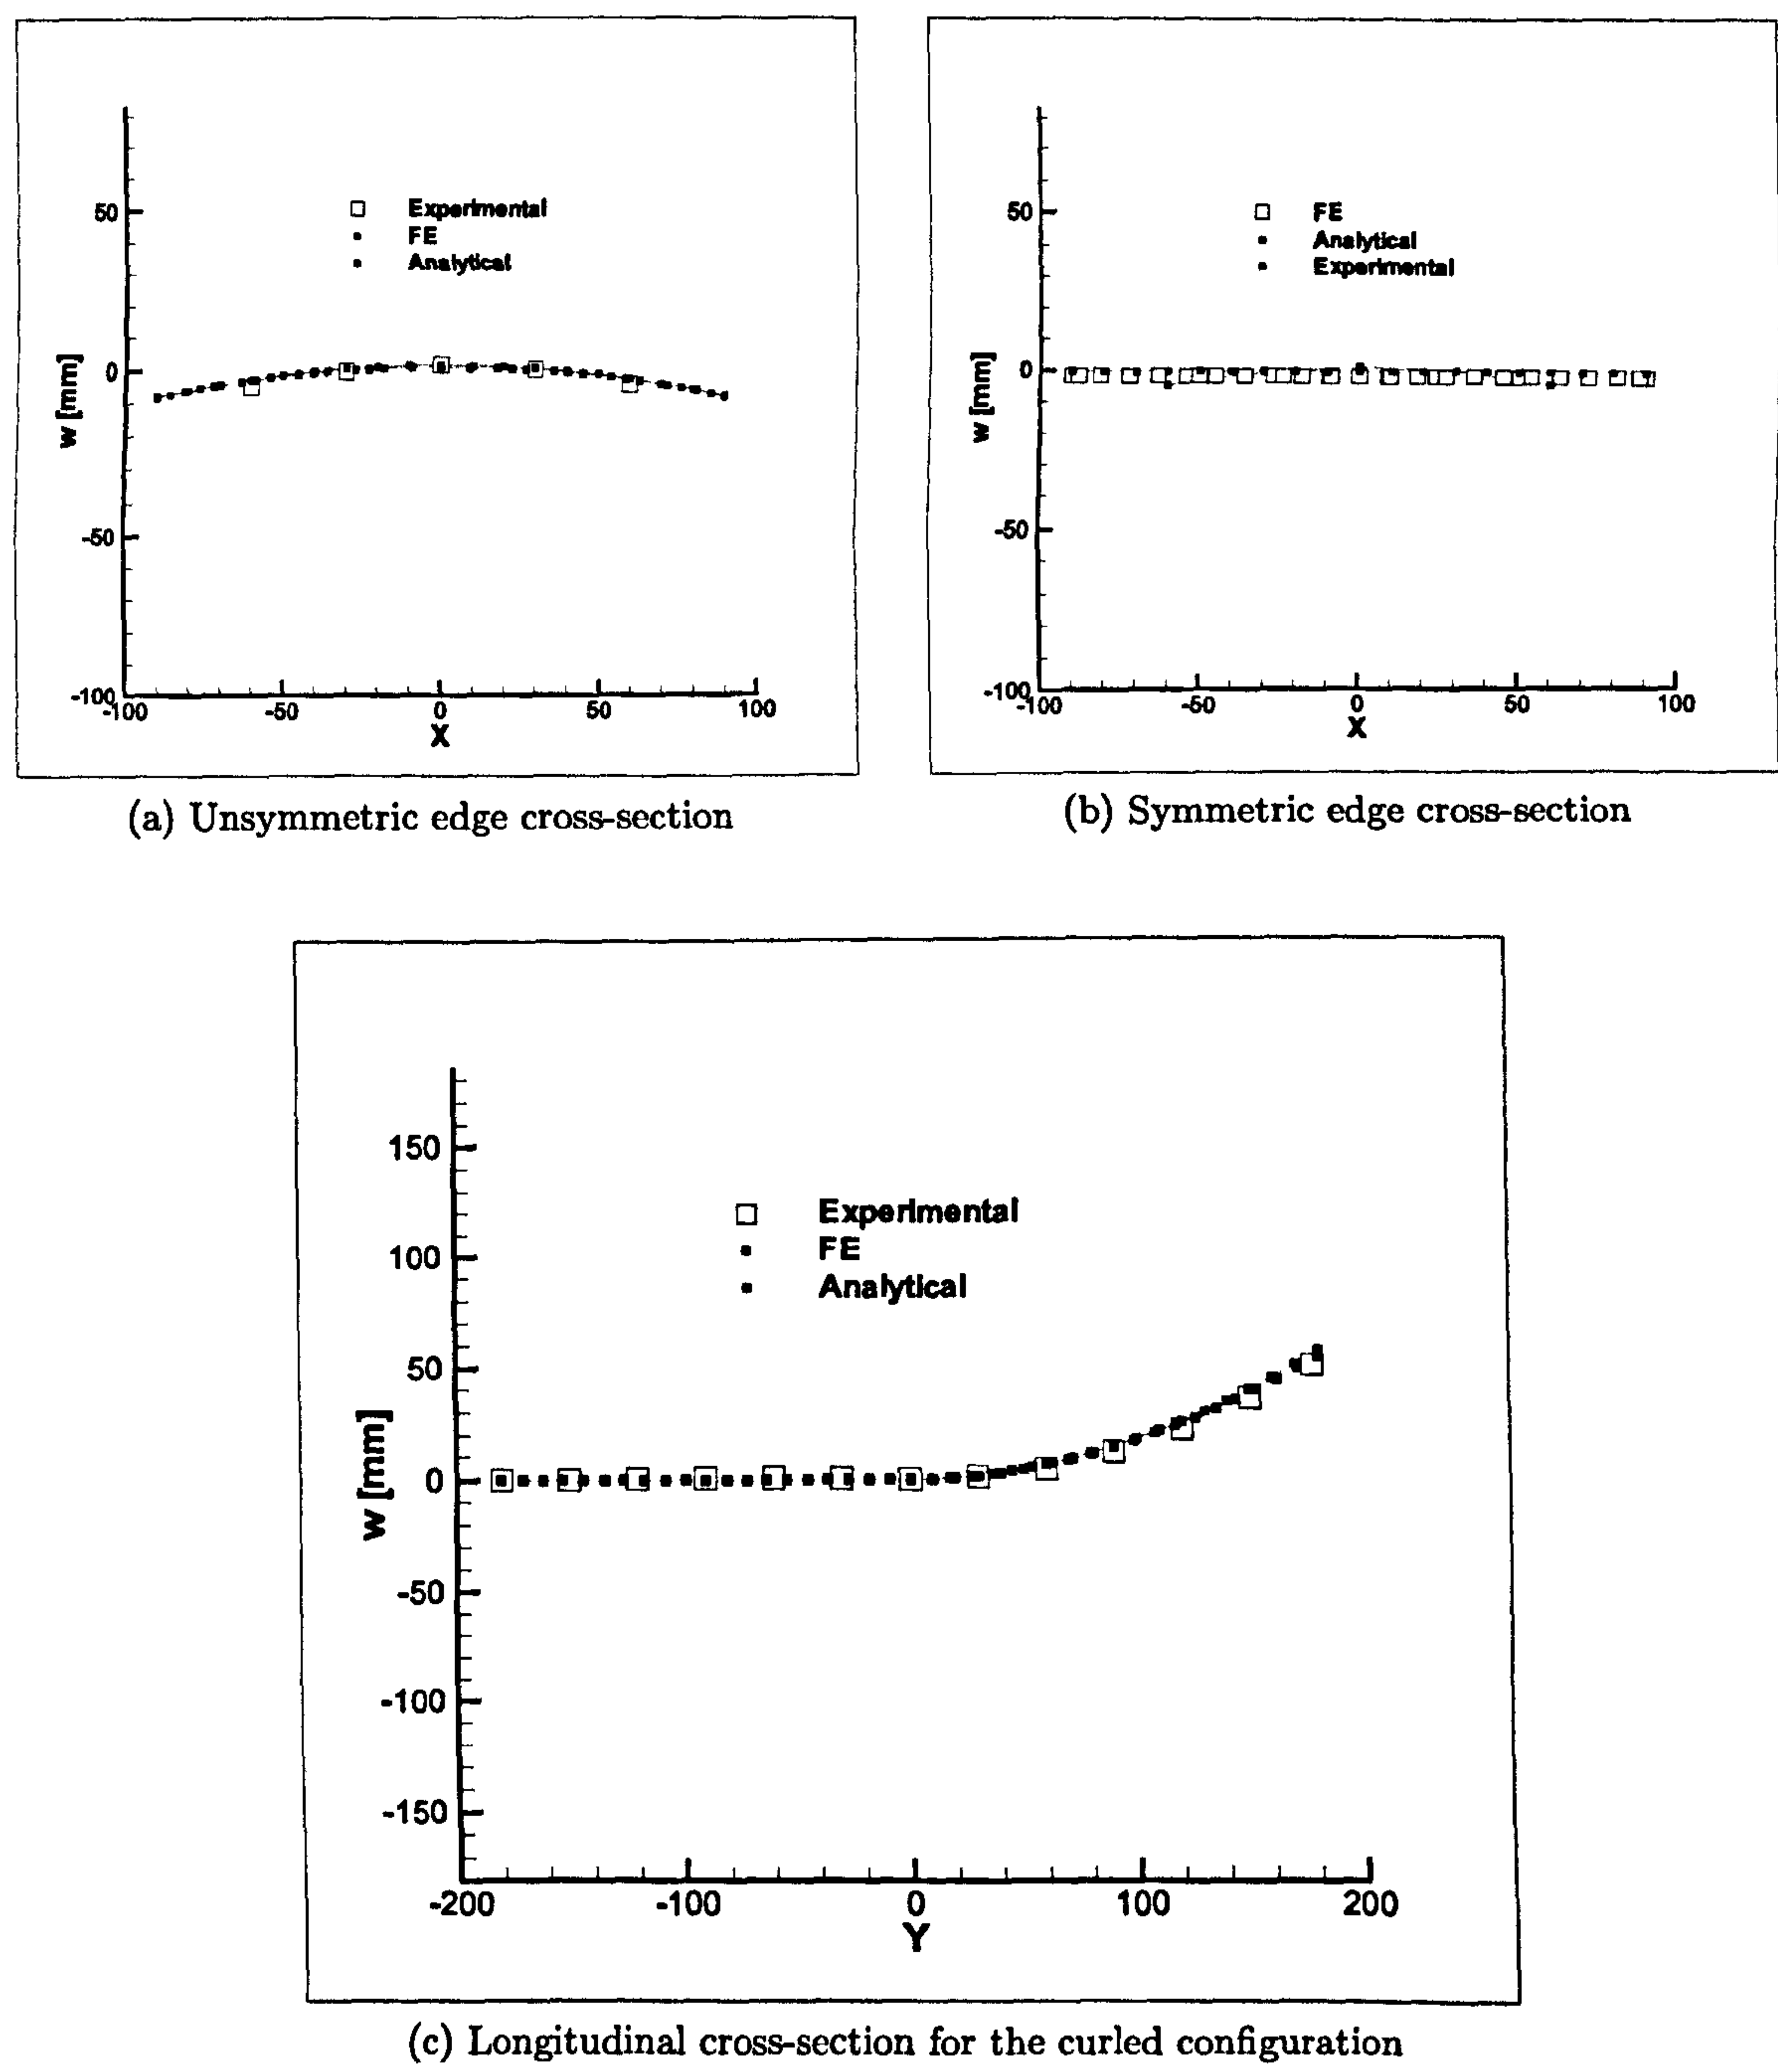 50
0
-50
-100
w [mm]
Experimental
FE
Analytical
-100 -50 0 50 100
X
(a) Unsymmetric edge cross-section
50
0
-50
-100
w [mm]
FE
Analytical
Experimental
-100 -50 0 50 100
X
(b) Symmetric edge cross-section
150
100
50
0
-50
-100
-150
w [mm]
Experimental
FE
Analytical
-200 -100 0 100 200
Y
(c) Longitudinal cross-section for the curled configuration